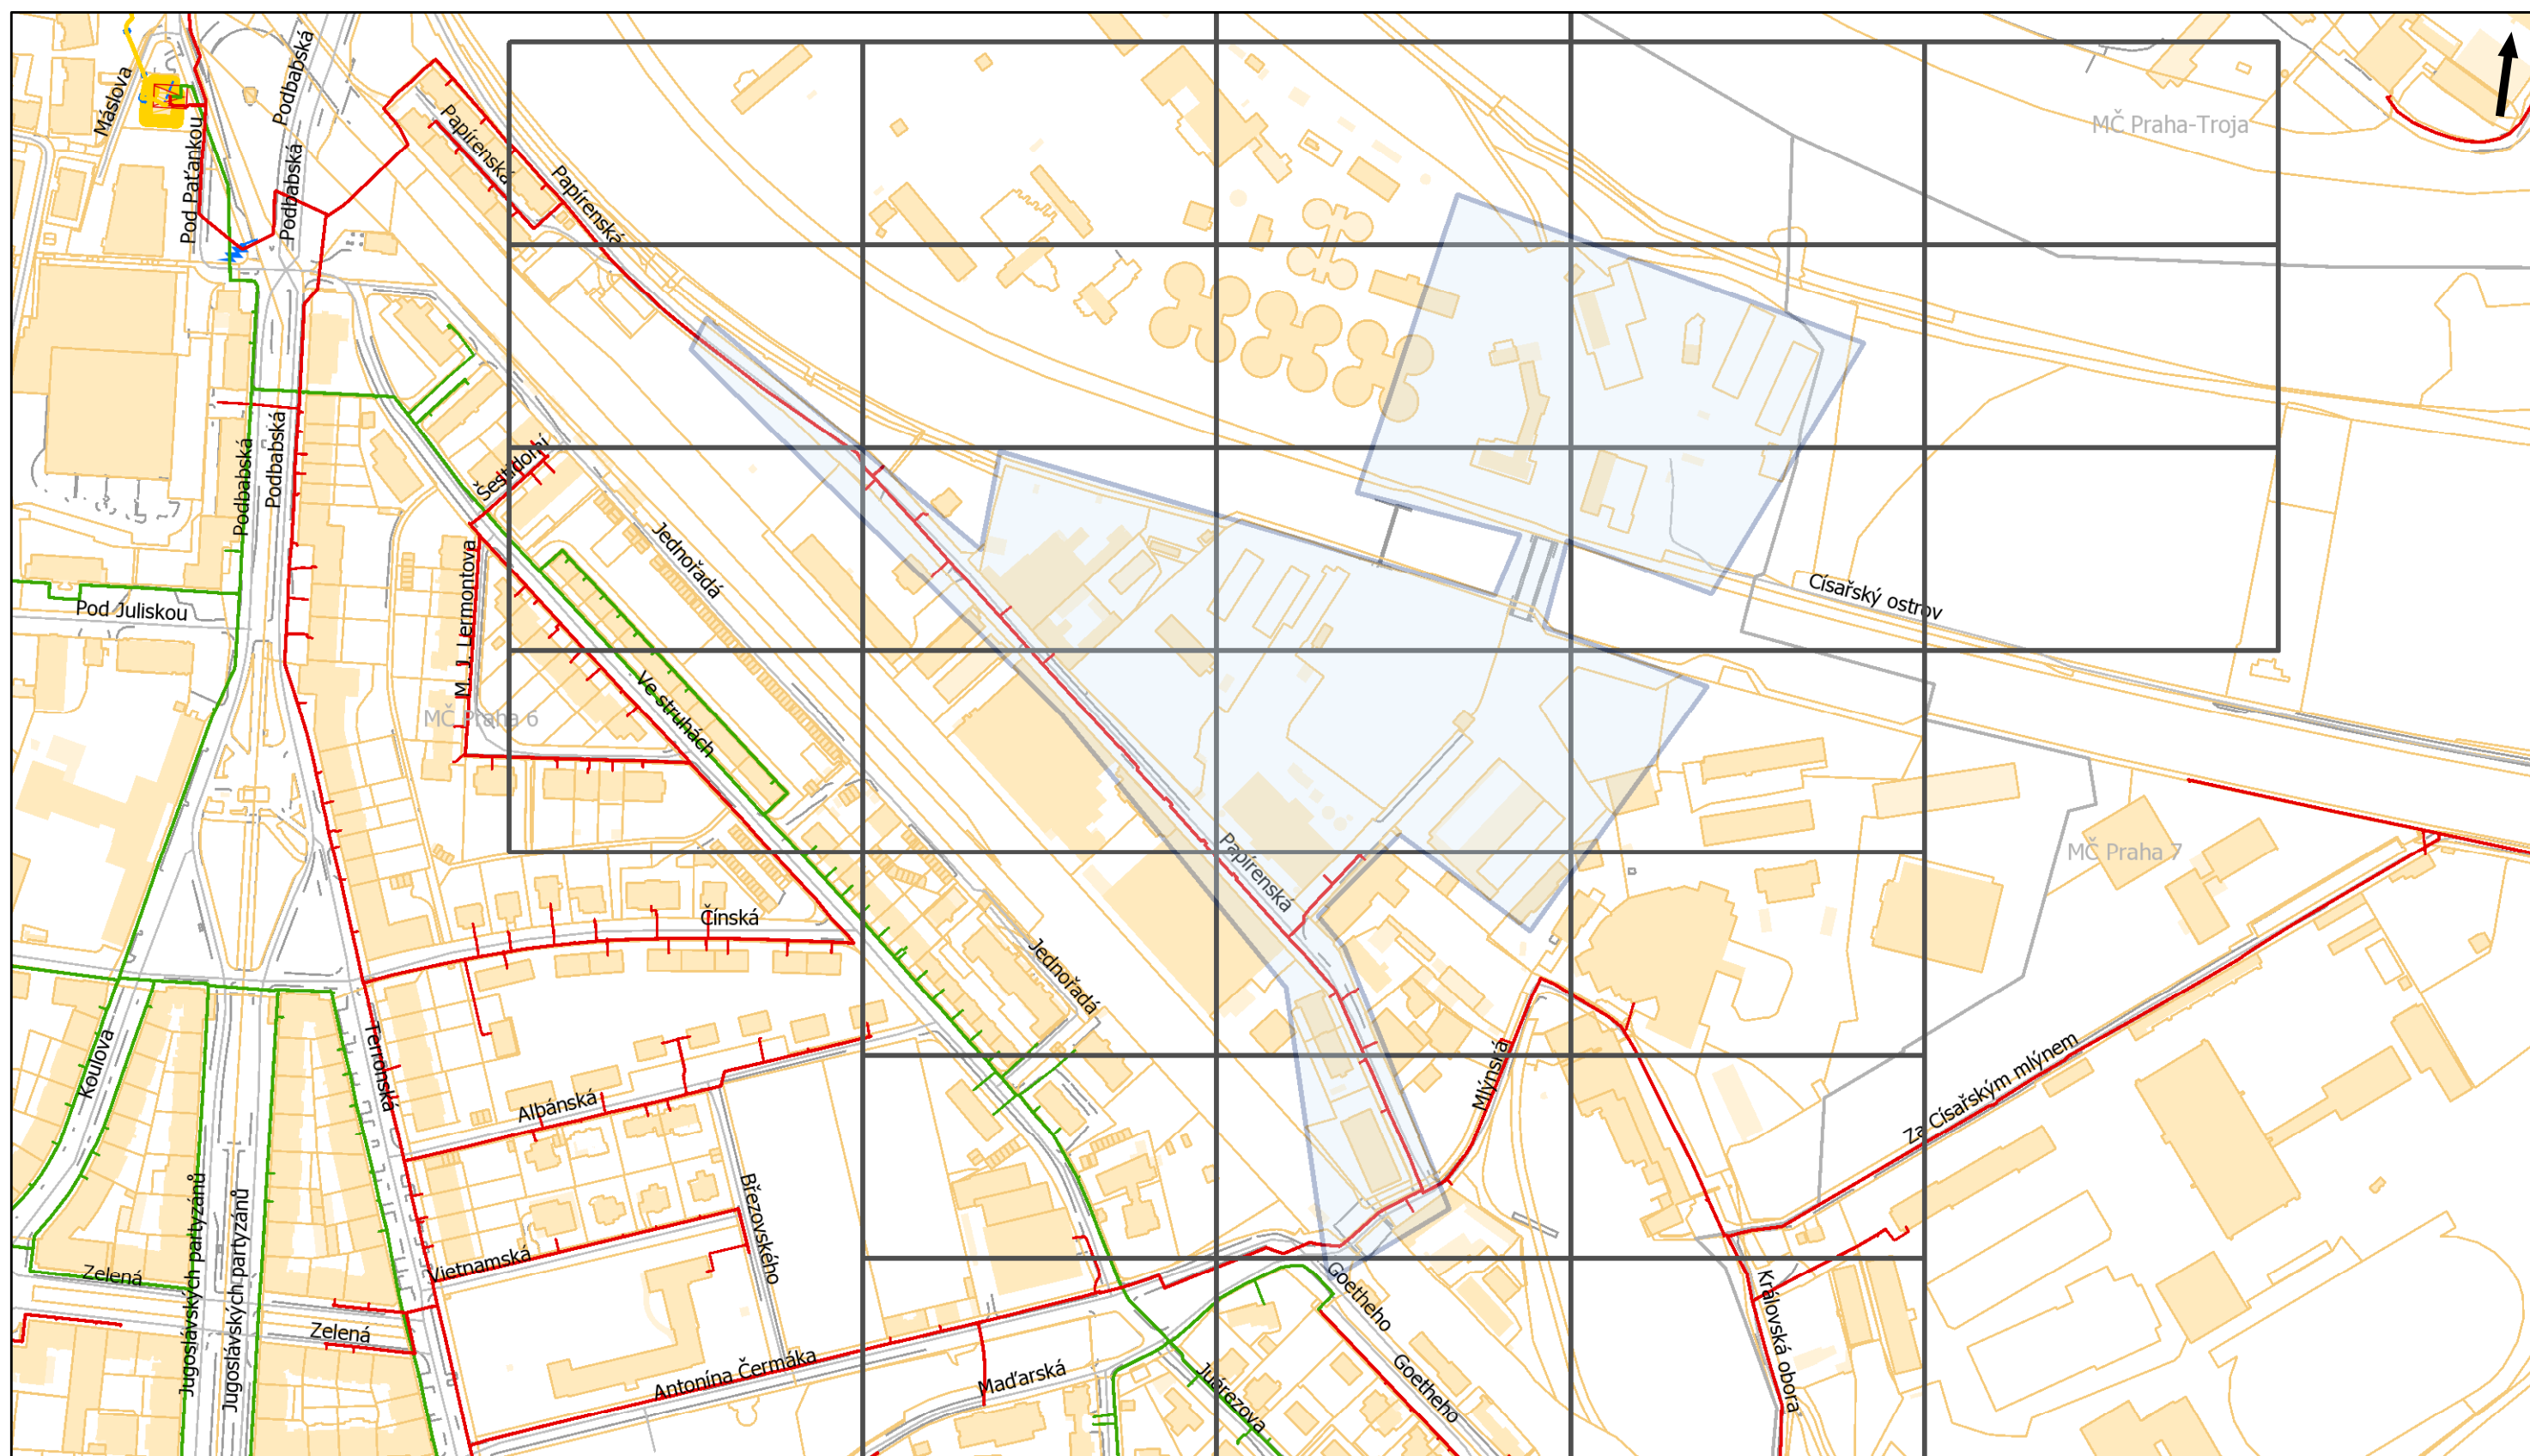 Máslova
Podbabská
Papírenská
Papírenská
MČ Praha-Troja
Pod Paťankou
Podbabská
Podbabská
Podbabská
Šestidomí
Jednořadá
Pod Juliskou
M. J. Lermontova
Císařský ostrov
MČ Praha 6
Ve struhách
Papírenská
MČ Praha 7
Čínská
Jednořadá
Koulova
Terronská
Mlýnská
Za Císařským mlýnem
Albánská
Březovského
Vietnamská
Zelená
Jugoslávských partyzánů
Jugoslávských partyzánů
Zelená
Goetheho
Královská obora
Antonína Čermáka
Maďarská
Juárezova
Goetheho